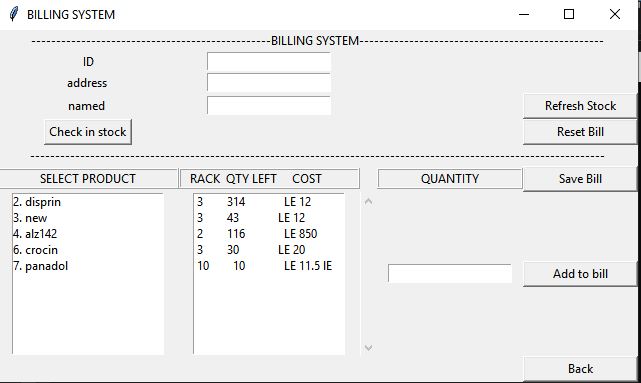 BILLING SYSTEM
--------------------------------------------------BILLING SYSTEM--------------------------------------------------
ID
address
named
Refresh Stock
Check in stock
Reset Bill
----------------------------------------------------------------------------------------------------------------------
SELECT PRODUCT
RACK QTY LEFT COST
QUANTITY
Save Bill
2. disprin 3 314 LE 12
3. new 3 43 LE 12
4. alz142 2 116 LE 850
6. crocin 3 30 LE 20
7. panadol 10 10 LE 11.5 IE
Add to bill
Back